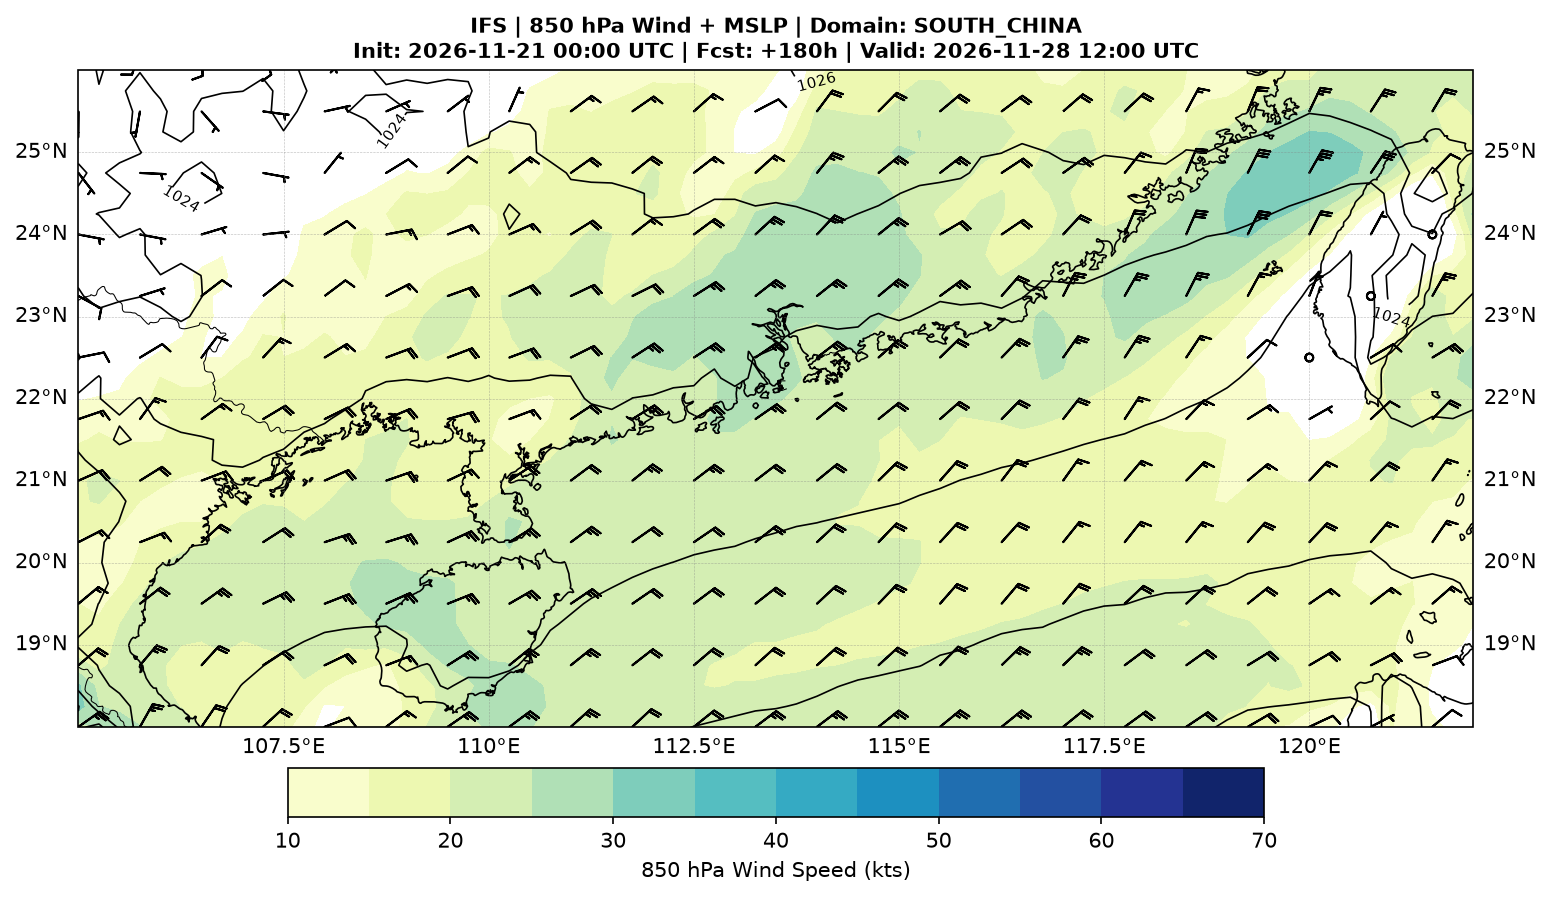 IFS | 850 hPa Wind + MSLP | Domain: SOUTH_CHINA
Init: 2026-11-21 00:00 UTC | Fcst: +180h | Valid: 2026-11-28 12:00 UTC
1026
1024
25°N 25°N
1024
24°N 24°N
23°N 1024 23°N
22°N 22°N
21°N 21°N
20°N 20°N
19°N 19°N
107.5°E 110°E 112.5°E 115°E 117.5°E 120°E
10 20 30 40 50 60 70
850 hPa Wind Speed (kts)